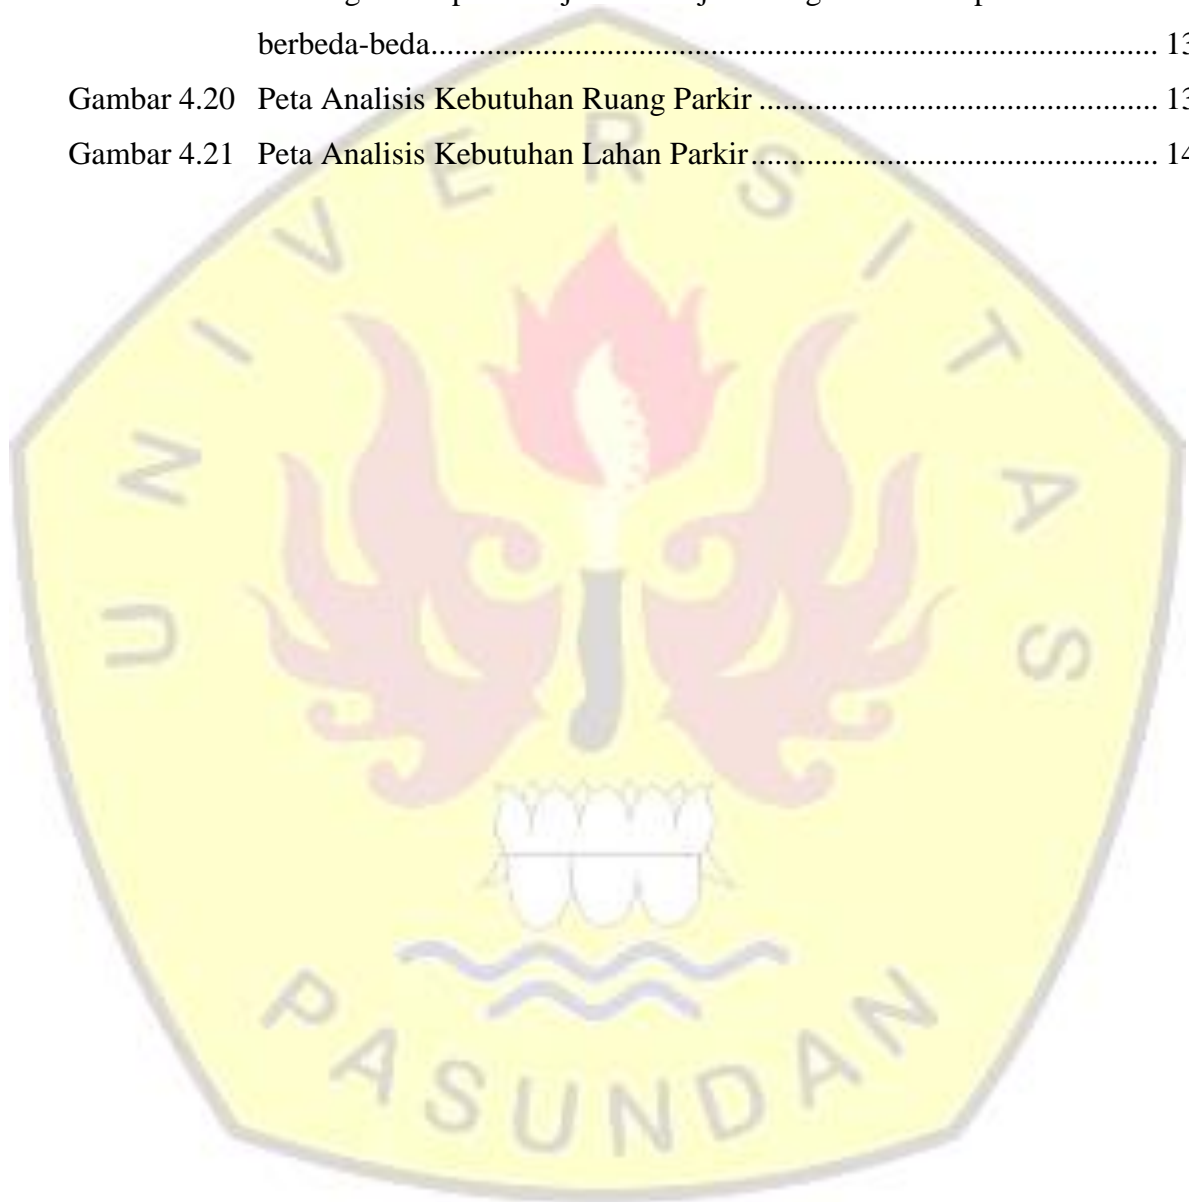 berbeda-beda.......................................................................................................... 13
Gambar 4.20 Peta Analisis Kebutuhan Ruang Parkir .......................................................... 13
Gambar 4.21 Peta Analisis Kebutuhan Lahan Parkir........................................................... 14
UNIVERSITAS
PASUNDAN